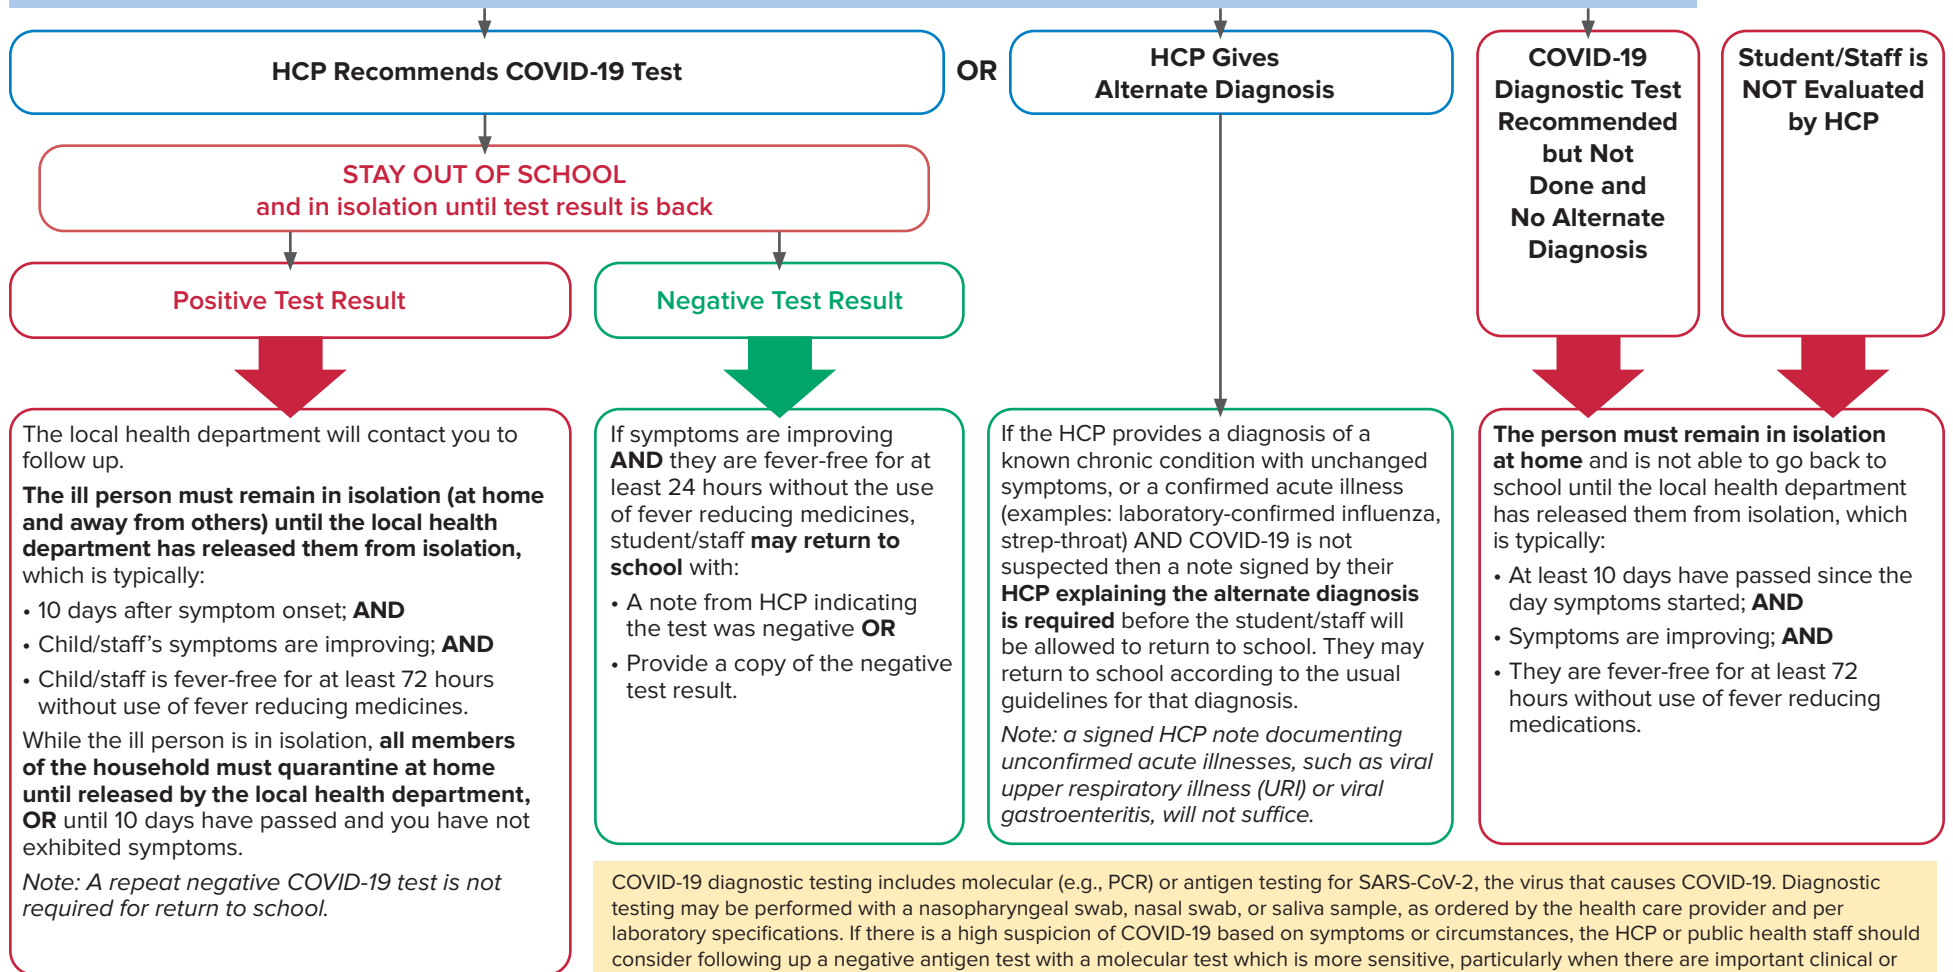 HCP Recommends COVID-19 Test
OR
HCP Gives
Alternate Diagnosis
COVID-19
Diagnostic Test
Recommended
but Not
Done and
No Alternate
Diagnosis
Student/Staff is
NOT Evaluated
by HCP
STAY OUT OF SCHOOL
and in isolation until test result is back
Positive Test Result
Negative Test Result
The local health department will contact you to
follow up.
The ill person must remain in isolation (at home
and away from others) until the local health
department has released them from isolation,
which is typically:
• 10 days after symptom onset; AND
• Child/staff's symptoms are improving; AND
• Child/staff is fever-free for at least 72 hours
without use of fever reducing medicines.
While the ill person is in isolation, all members
of the household must quarantine at home
until released by the local health department,
OR until 10 days have passed and you have not
exhibited symptoms.
Note: A repeat negative COVID-19 test is not
required for return to school.
If symptoms are improving
AND they are fever-free for at
least 24 hours without the use
of fever reducing medicines,
student/staff may return to
school with:
• A note from HCP indicating
the test was negative OR
• Provide a copy of the negative
test result.
If the HCP provides a diagnosis of a
known chronic condition with unchanged
symptoms, or a confirmed acute illness
(examples: laboratory-confirmed influenza,
strep-throat) AND COVID-19 is not
suspected then a note signed by their
HCP explaining the alternate diagnosis
is required before the student/staff will
be allowed to return to school. They may
return to school according to the usual
guidelines for that diagnosis.
Note: a signed HCP note documenting
unconfirmed acute illnesses, such as viral
upper respiratory illness (URI) or viral
gastroenteritis, will not suffice.
The person must remain in isolation
at home and is not able to go back to
school until the local health department
has released them from isolation, which
is typically:
• At least 10 days have passed since the
day symptoms started; AND
• Symptoms are improving; AND
• They are fever-free for at least 72
hours without use of fever reducing
medications.
COVID-19 diagnostic testing includes molecular (e.g., PCR) or antigen testing for SARS-CoV-2, the virus that causes COVID-19. Diagnostic
testing may be performed with a nasopharyngeal swab, nasal swab, or saliva sample, as ordered by the health care provider and per
laboratory specifications. If there is a high suspicion of COVID-19 based on symptoms or circumstances, the HCP or public health staff should
consider following up a negative antigen test with a molecular test which is more sensitive, particularly when there are important clinical or